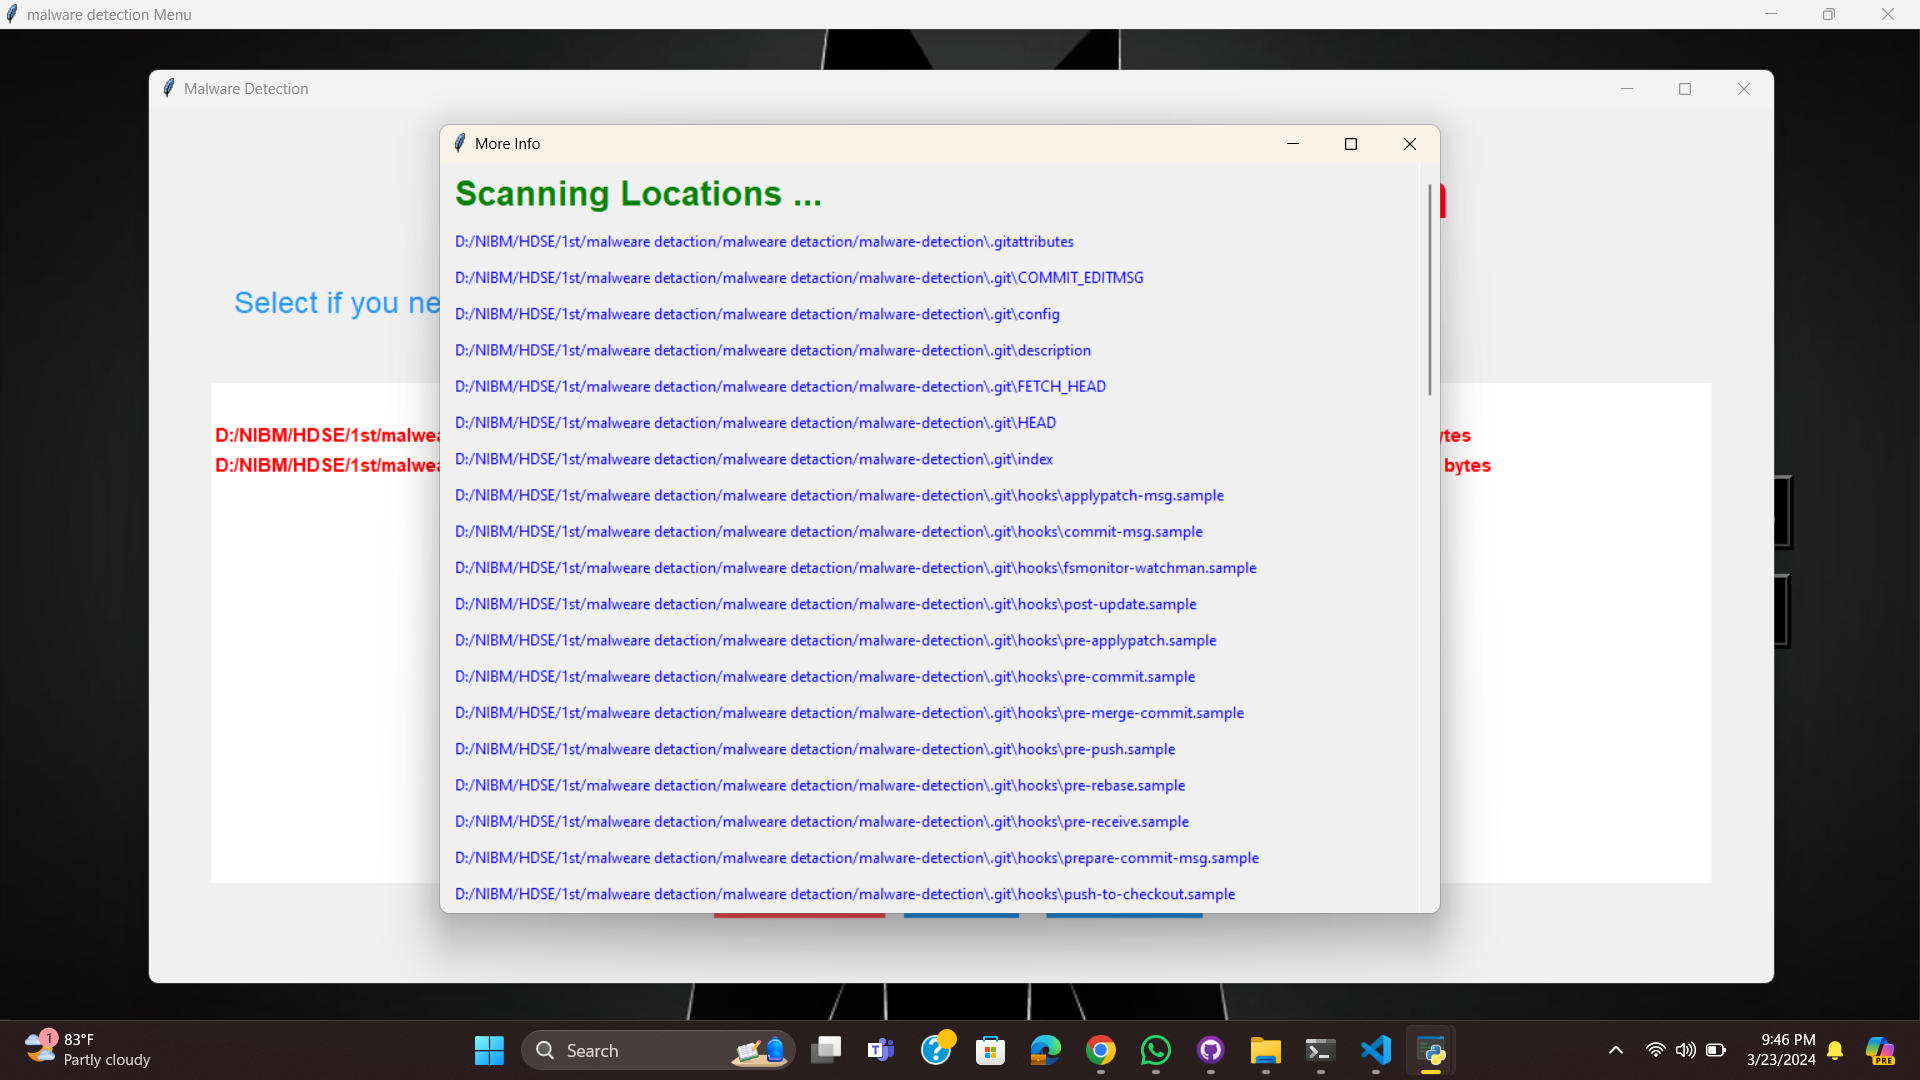 malware detection Menu
Malware Detection
More Info
Scanning Locations ...
D:/NIBM/HDSE/1st/malweare detaction/malweare detaction/malware-detection\.gitattributes
D:/NIBM/HDSE/1st/malweare detaction/malweare detaction/malware-detection\.git\COMMIT_EDITMSG
Select if you ne
D:/NIBM/HDSE/1st/malweare detaction/malweare detaction/malware-detection\.git\config
D:/NIBM/HDSE/1st/malweare detaction/malweare detaction/malware-detection\.git\description
D:/NIBM/HDSE/1st/malweare detaction/malweare detaction/malware-detection\.git\FETCH_HEAD
D:/NIBM/HDSE/1st/malweare detaction/malweare detaction/malware-detection\.git\HEAD
D:/NIBM/HDSE/1st/malwea
ytes
D:/NIBM/HDSE/1st/malweare detaction/malweare detaction/malware-detection\.git\index
D:/NIBM/HDSE/1st/malwea
bytes
D:/NIBM/HDSE/1st/malweare detaction/malweare detaction/malware-detection\.git\hooks\applypatch-msg.sample
D:/NIBM/HDSE/1st/malweare detaction/malweare detaction/malware-detection\.git\hooks\commit-msg.sample
D:/NIBM/HDSE/1st/malweare detaction/malweare detaction/malware-detection\.git\hooks\fsmonitor-watchman.sample
D:/NIBM/HDSE/1st/malweare detaction/malweare detaction/malware-detection\.git\hooks\post-update.sample
D:/NIBM/HDSE/1st/malweare detaction/malweare detaction/malware-detection\.git\hooks\pre-applypatch.sample
D:/NIBM/HDSE/1st/malweare detaction/malweare detaction/malware-detection\.git\hooks\pre-commit.sample
D:/NIBM/HDSE/1st/malweare detaction/malweare detaction/malware-detection\.git\hooks\pre-merge-commit.sample
D:/NIBM/HDSE/1st/malweare detaction/malweare detaction/malware-detection\.git\hooks\pre-push.sample
D:/NIBM/HDSE/1st/malweare detaction/malweare detaction/malware-detection\.git\hooks\pre-rebase.sample
D:/NIBM/HDSE/1st/malweare detaction/malweare detaction/malware-detection\.git\hooks\pre-receive.sample
D:/NIBM/HDSE/1st/malweare detaction/malweare detaction/malware-detection\.git\hooks\prepare-commit-msg.sample
D:/NIBM/HDSE/1st/malweare detaction/malweare detaction/malware-detection\.git\hooks\push-to-checkout.sample
1
83°F
Partly cloudy
Search
9:46 PM
3/23/2024
PRE